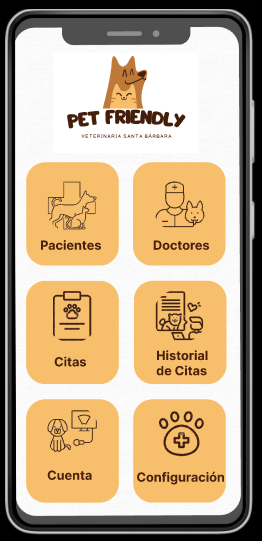 PET FRIENDLY
VETERINARIA SANTA BÁRBARA
Pacientes
Doctores
Citas
Historial
de Citas
Cuenta
Configuración